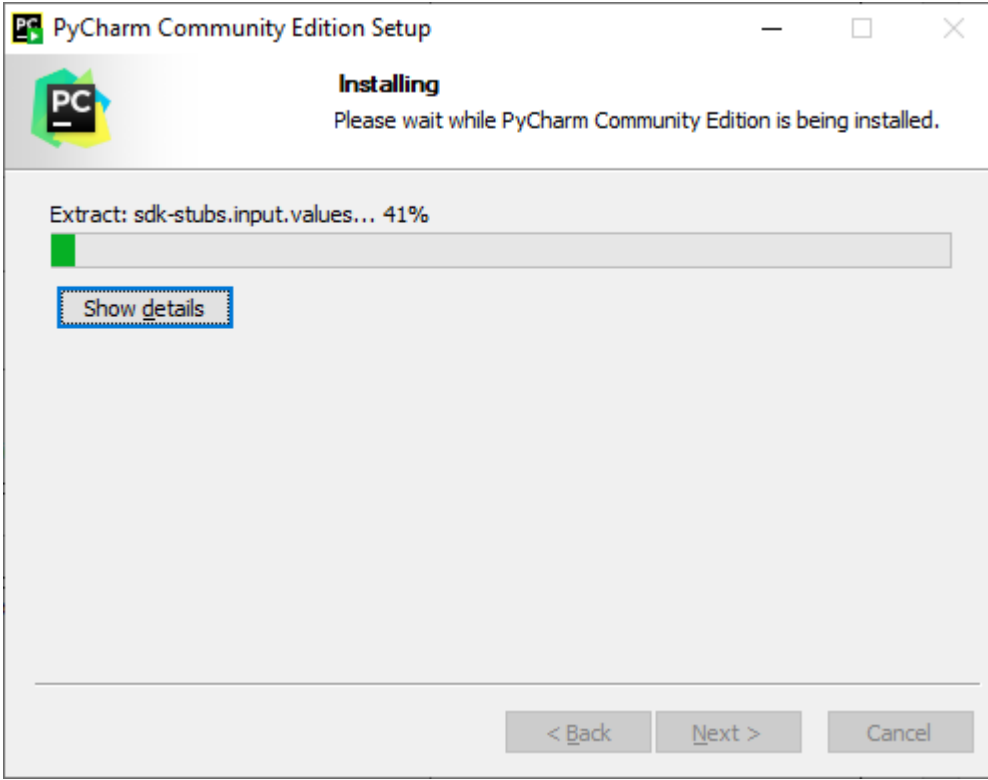 PC PyCharm Community Edition Setup
PC
Installing
Please wait while PyCharm Community Edition is being installed.
Extract: sdk-stubs.input.values... 41%
Show details
< Back Next > Cancel